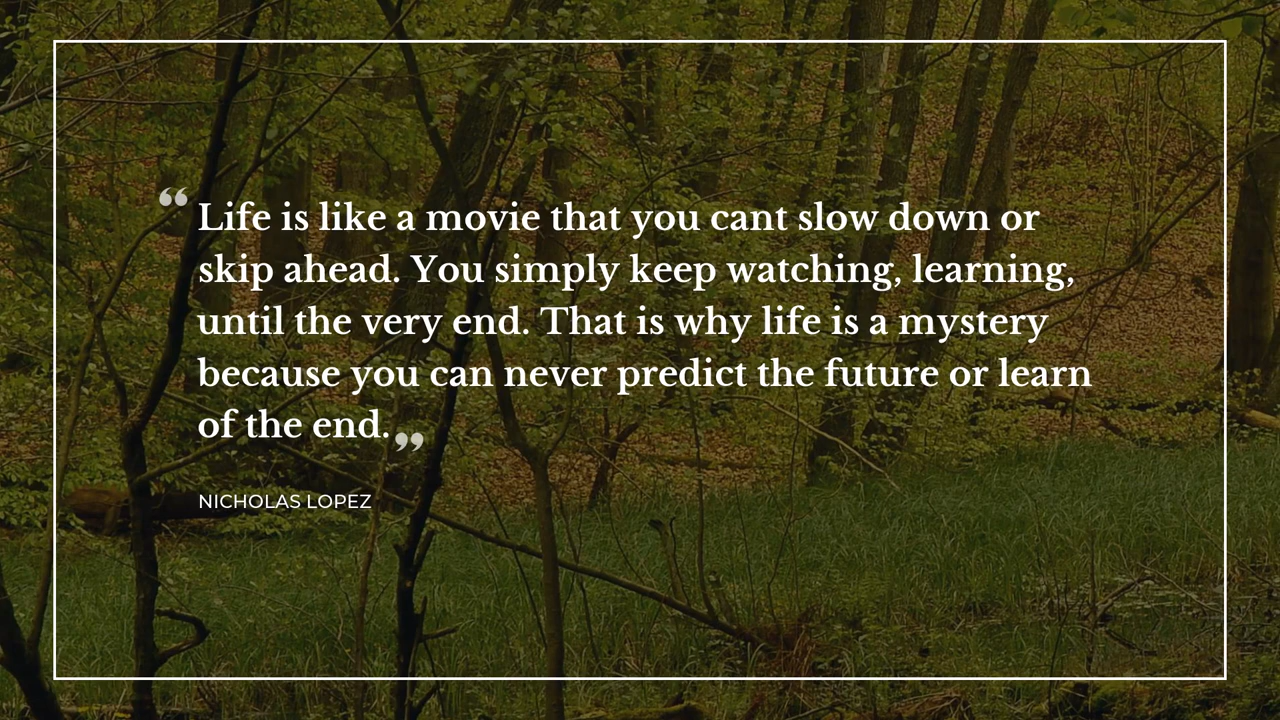 “Life is like a movie that you cant slow down or
skip ahead. You simply keep watching, learning,
until the very end. That is why life is a mystery
because you can never predict the future or learn
of the end.”
NICHOLAS LOPEZ